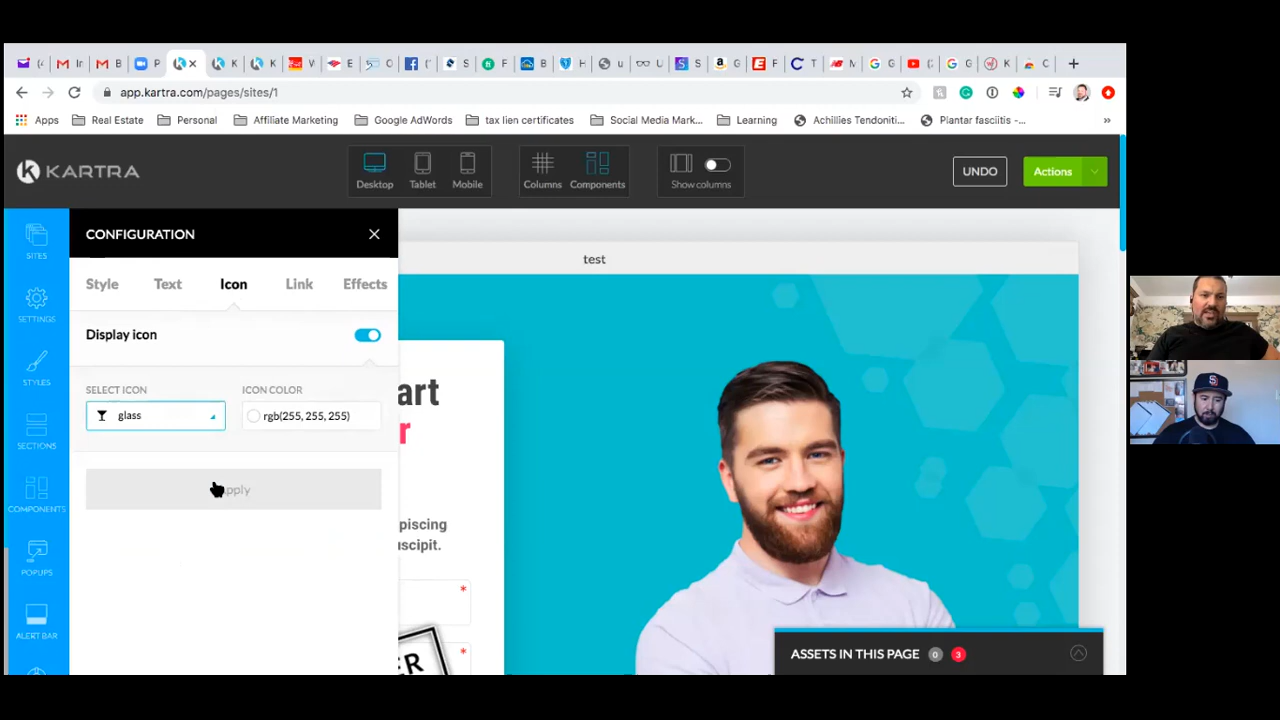 app.kartra.com/pages/sites/1
Apps Real Estate Personal Affiliate Marketing Google AdWords tax lien certificates Social Media Mark... Learning Achillies Tendoniti... Plantar fasciitis -...
KARTRA
Desktop Tablet Mobile Columns Components Show columns UNDO Actions
SITES
SETTINGS
STYLES
SECTIONS
COMPONENTS
POPUPS
ALERT BAR
CONFIGURATION
Style Text Icon Link Effects
Display icon
SELECT ICON ICON COLOR
glass rgb(255, 255, 255)
pply
test
art
r
piscing
uscipit.
*
*
ER
ASSETS IN THIS PAGE 0 3